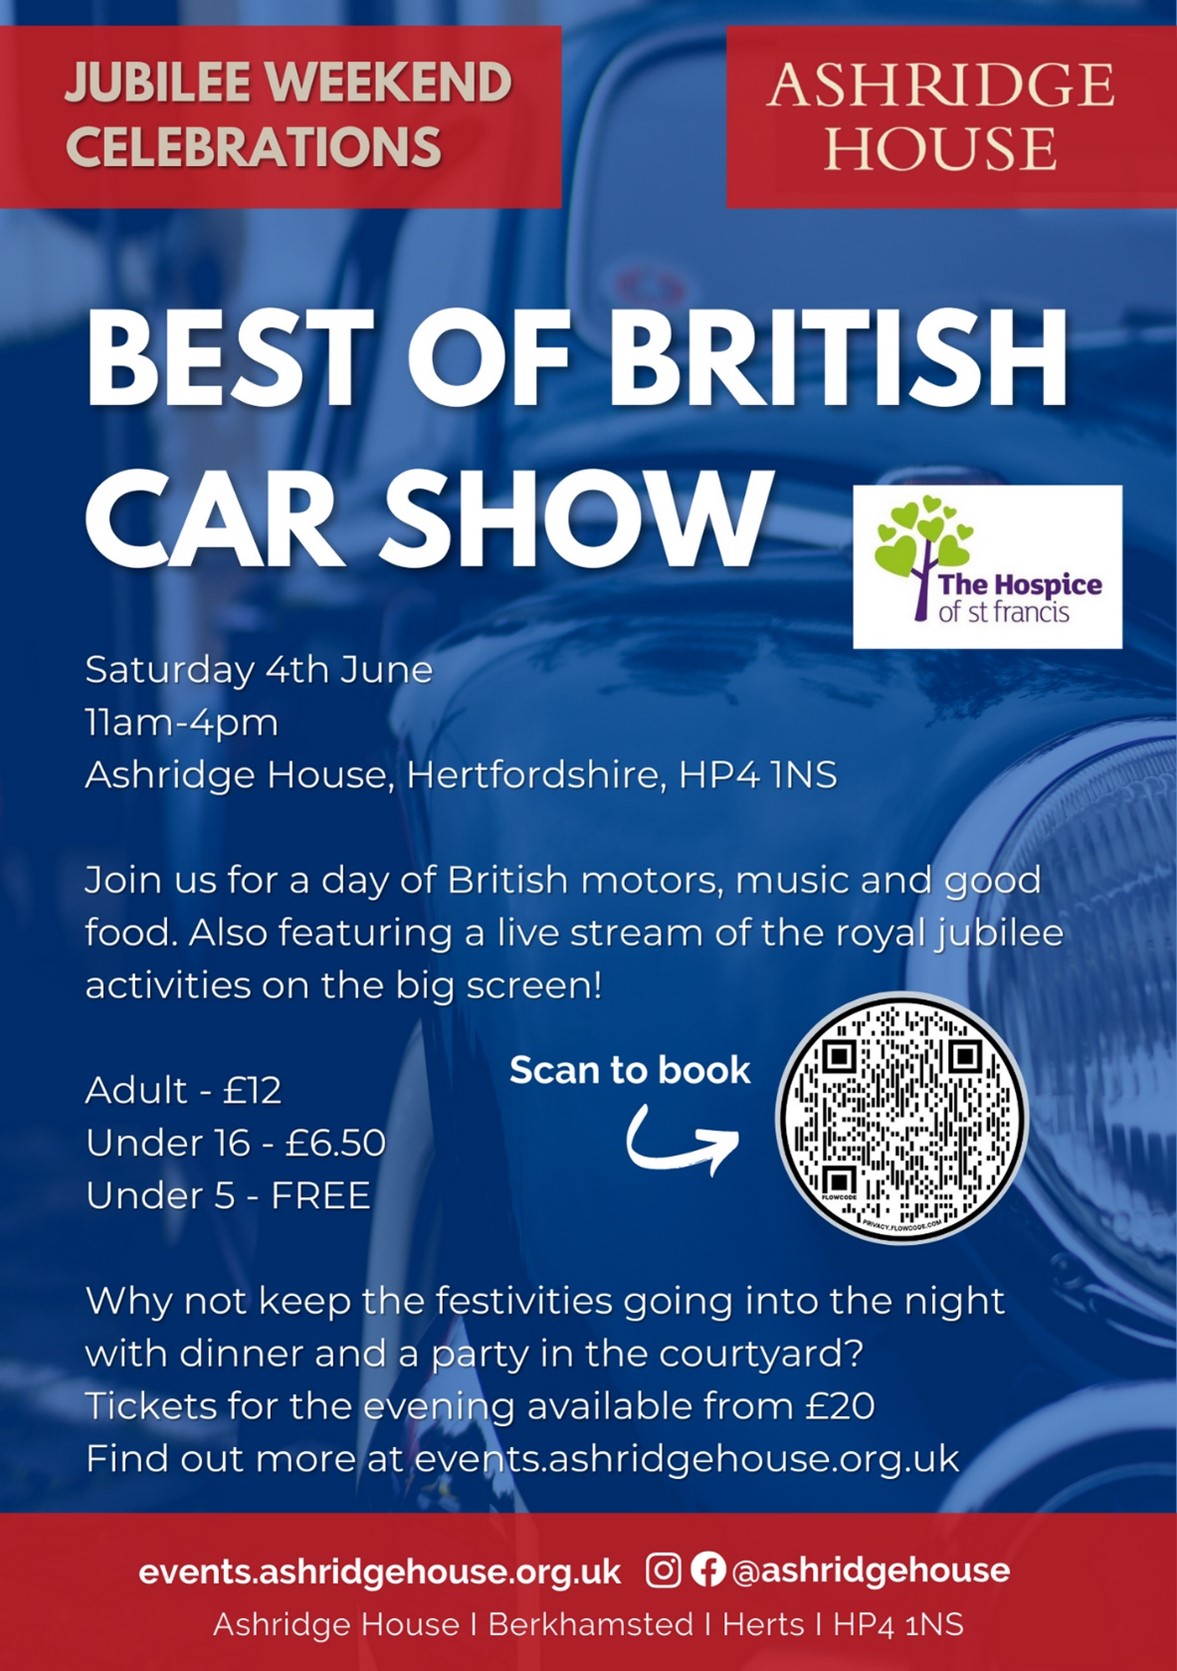 JUBILEE WEEKEND
CELEBRATIONS
ASHRIDGE
HOUSE
BEST OF BRITISH
CAR SHOW
The Hospice
of st francis
Saturday 4th June
11am-4pm
Ashridge House, Hertfordshire, HP4 1NS
Join us for a day of British motors, music and good
food. Also featuring a live stream of the royal jubilee
activities on the big screen!
Scan to book
Adult - £12
Under 16 - £6.50
Under 5 - FREE
FLOWCODE
PRIVACY.FLOWCODE.COM
Why not keep the festivities going into the night
with dinner and a party in the courtyard?
Tickets for the evening available from £20
Find out more at events.ashridgehouse.org.uk
events.ashridgehouse.org.uk @ashridgehouse
Ashridge House I Berkhamsted I Herts I HP4 1NS